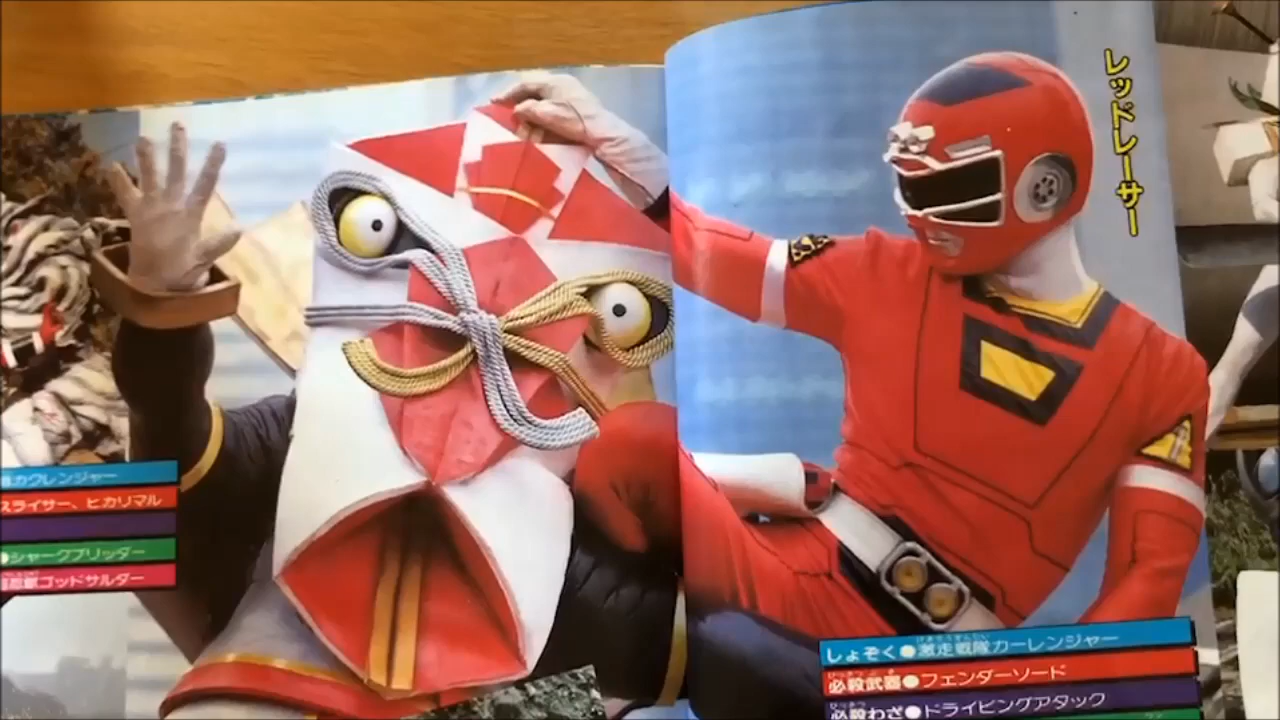 カクレンジャー
スライサー、ヒカリマル
●シャークブリッダー
ゴッドサルダー
レッドレーサー
しょぞく●激走戦隊カーレンジャー
必殺武器●フェンダーソード
必殺わざ●ドライビングアタック